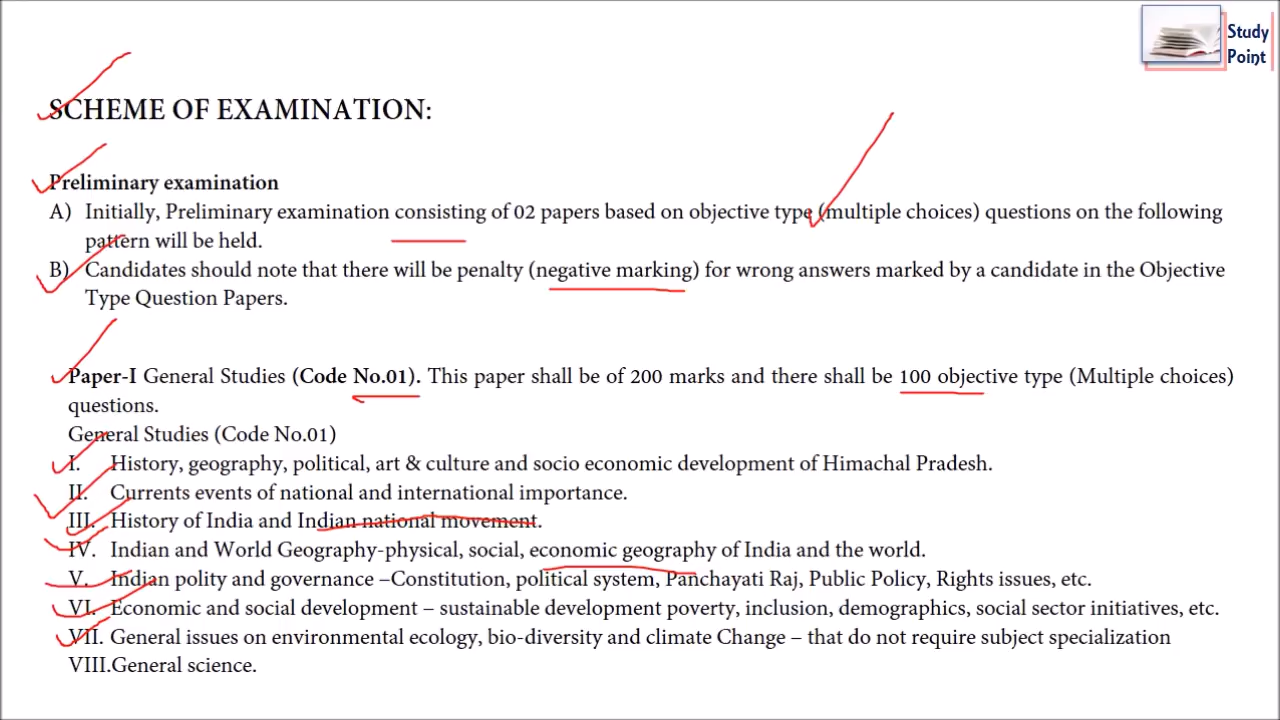 Study
Point
SCHEME OF EXAMINATION:
Preliminary examination
A) Initially, Preliminary examination consisting of 02 papers based on objective type (multiple choices) questions on the following
pattern will be held.
B) Candidates should note that there will be penalty (negative marking) for wrong answers marked by a candidate in the Objective
Type Question Papers.
Paper-I General Studies (Code No.01). This paper shall be of 200 marks and there shall be 100 objective type (Multiple choices)
questions.
General Studies (Code No.01)
I. History, geography, political, art & culture and socio economic development of Himachal Pradesh.
II. Currents events of national and international importance.
III. History of India and Indian national movement.
IV. Indian and World Geography-physical, social, economic geography of India and the world.
V. Indian polity and governance –Constitution, political system, Panchayati Raj, Public Policy, Rights issues, etc.
VI. Economic and social development – sustainable development poverty, inclusion, demographics, social sector initiatives, etc.
VII. General issues on environmental ecology, bio-diversity and climate Change – that do not require subject specialization
VIII.General science.